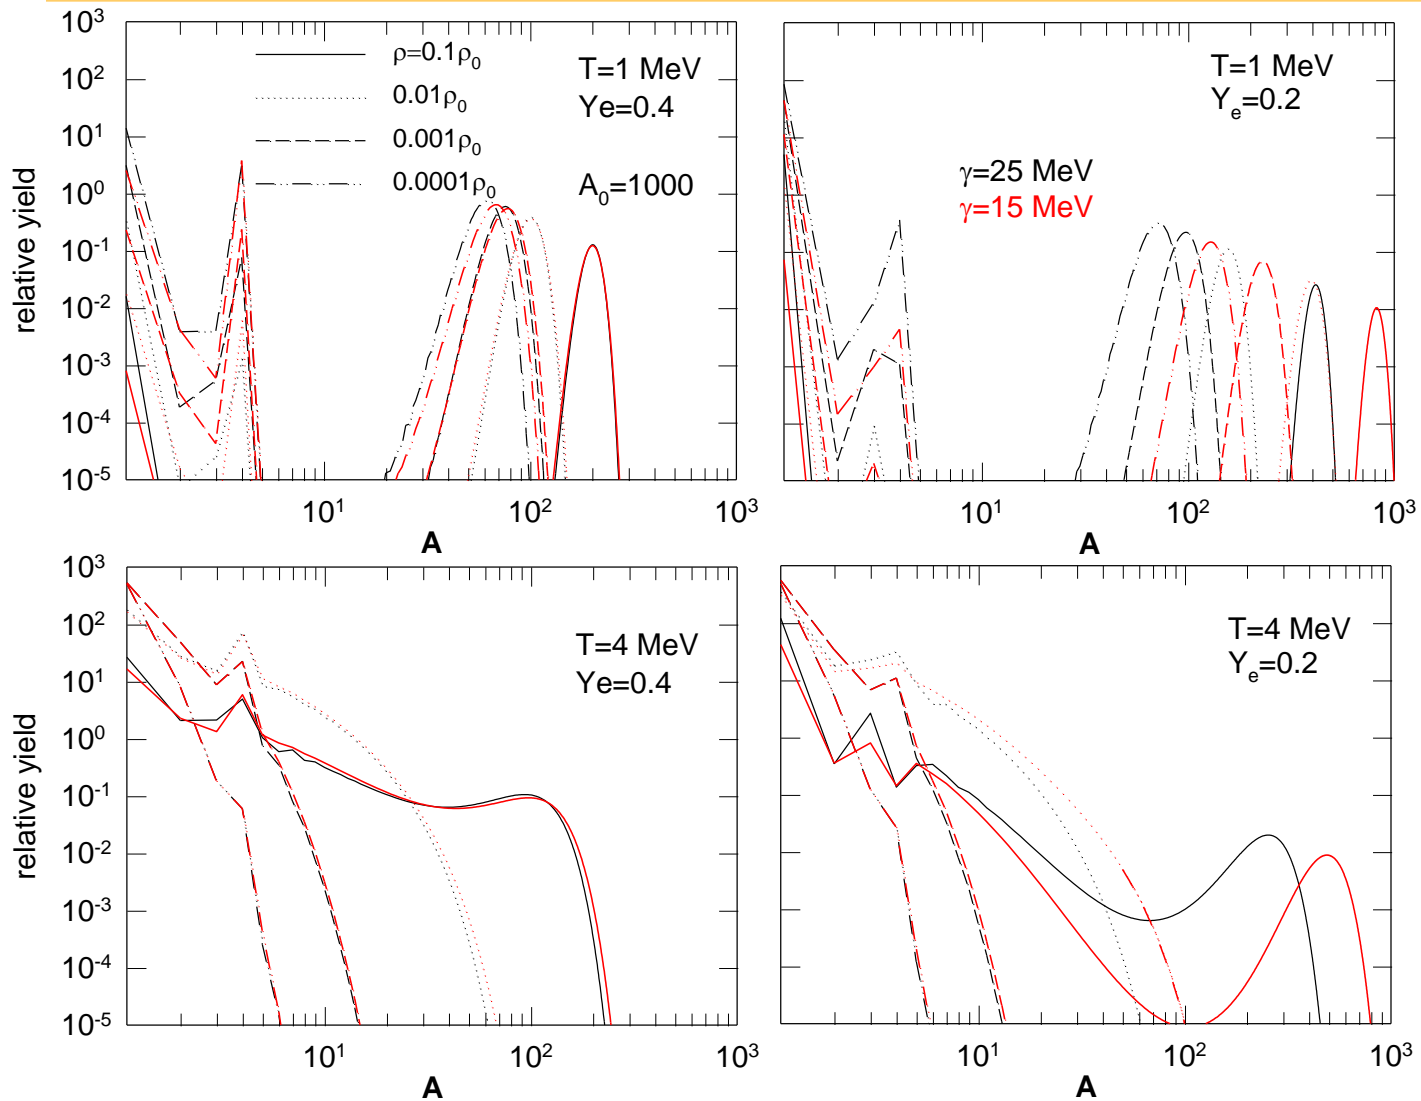 10³
10²
10¹
10⁰
10⁻¹
10⁻²
10⁻³
10⁻⁴
10⁻⁵
relative yield
ρ=0.1ρ₀
0.01ρ₀
0.001ρ₀
0.0001ρ₀
T=1 MeV
Ye=0.4
A₀=1000
10¹ 10² 10³
A
T=1 MeV
Yₑ=0.2
γ=25 MeV
γ=15 MeV
10¹ 10² 10³
A
10³
10²
10¹
10⁰
10⁻¹
10⁻²
10⁻³
10⁻⁴
10⁻⁵
relative yield
T=4 MeV
Ye=0.4
10¹ 10² 10³
A
T=4 MeV
Yₑ=0.2
10¹ 10² 10³
A